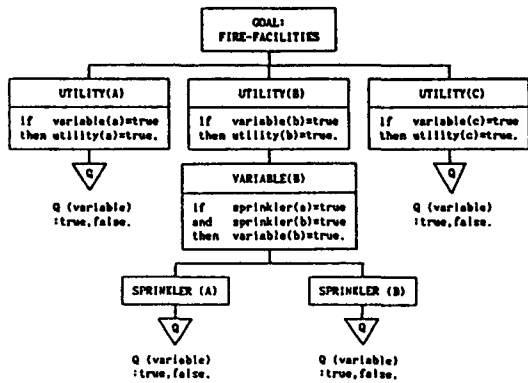 GOAL:
FIRE-FACILITIES
UTILITY(A)
if variable(a)=true
then utility(a)=true.
UTILITY(B)
if variable(b)=true
then utility(b)=true.
UTILITY(C)
if variable(c)=true
then utility(c)=true.
Q
Q (variable)
:true,false.
VARIABLE(B)
if sprinkler(a)=true
and sprinkler(b)=true
then variable(b)=true.
Q
Q (variable)
:true,false.
SPRINKLER (A)
SPRINKLER (B)
Q
Q (variable)
:true,false.
Q
Q (variable)
:true,false.